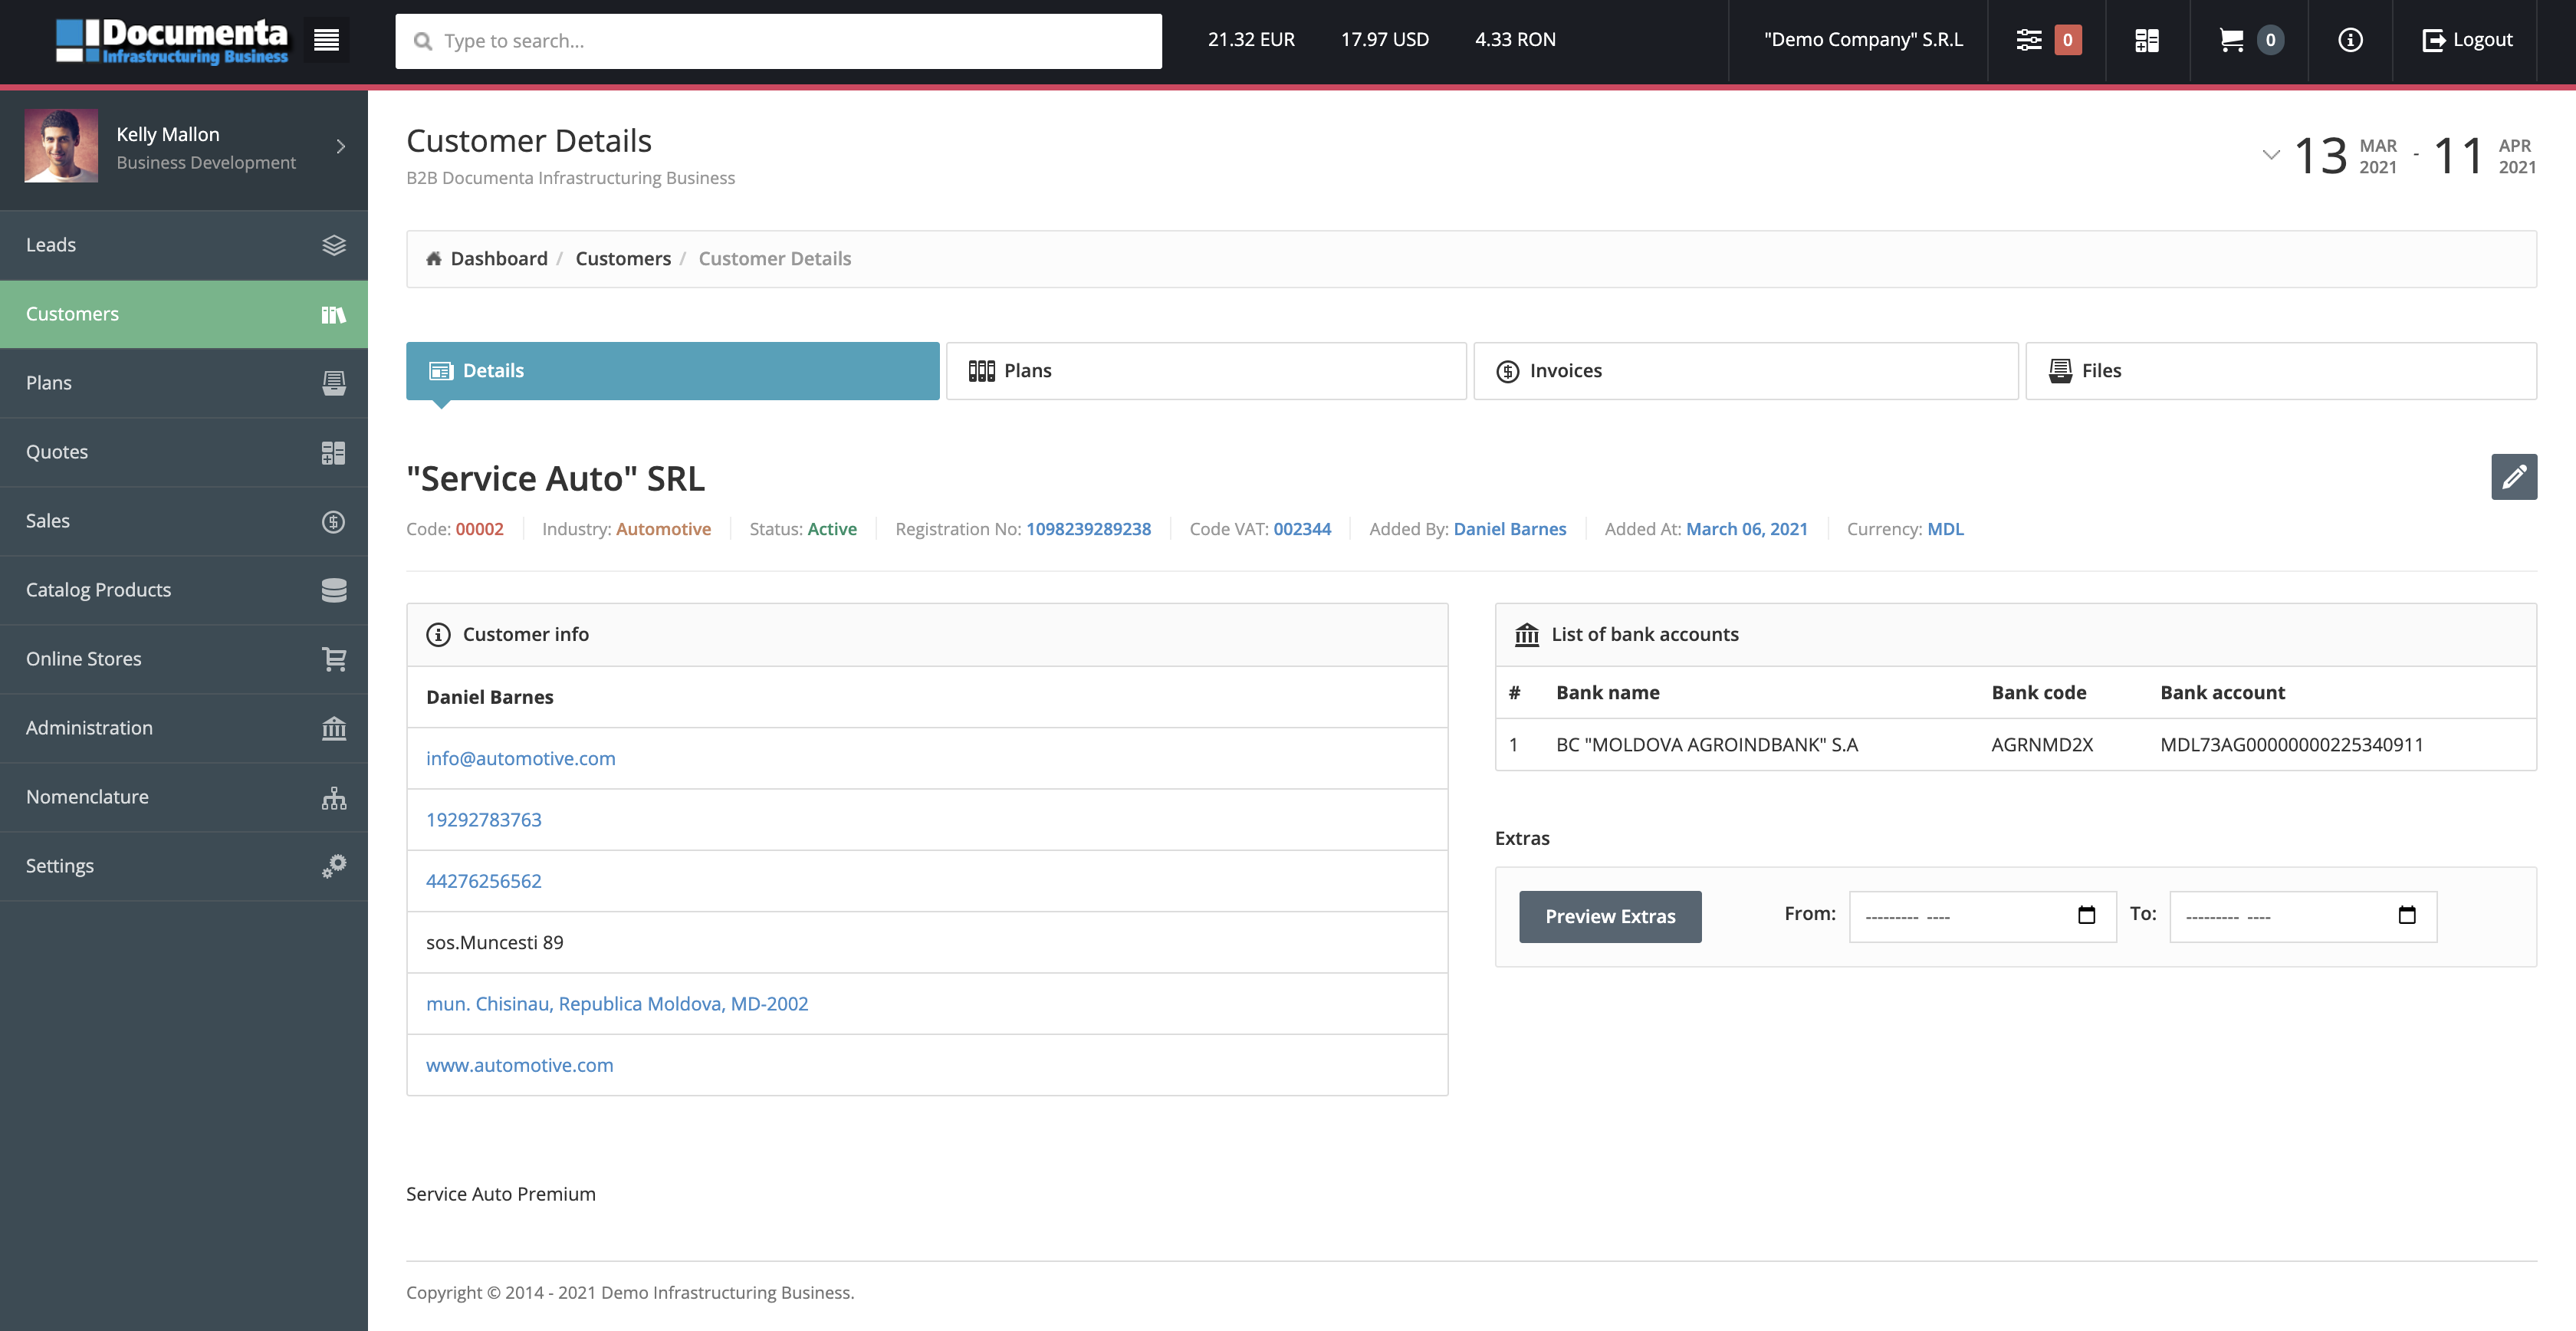 Documenta
Infrastructuring Business
Type to search...
21.32 EUR 17.97 USD 4.33 RON
"Demo Company" S.R.L
0
0
Logout
Kelly Mallon
Business Development
Leads
Customers
Plans
Quotes
Sales
Catalog Products
Online Stores
Administration
Nomenclature
Settings
Customer Details
B2B Documenta Infrastructuring Business
13 MAR 2021 - 11 APR 2021
Dashboard / Customers / Customer Details
Details
Plans
Invoices
Files
"Service Auto" SRL
Code: 00002 Industry: Automotive Status: Active Registration No: 1098239289238 Code VAT: 002344 Added By: Daniel Barnes Added At: March 06, 2021 Currency: MDL
Customer info
Daniel Barnes
info@automotive.com
19292783763
44276256562
sos.Muncesti 89
mun. Chisinau, Republica Moldova, MD-2002
www.automotive.com
List of bank accounts
# Bank name Bank code Bank account
1 BC "MOLDOVA AGROINDBANK" S.A AGRNMD2X MDL73AG00000000225340911
Extras
Preview Extras From: --------- ---- To: --------- ----
Service Auto Premium
Copyright © 2014 - 2021 Demo Infrastructuring Business.